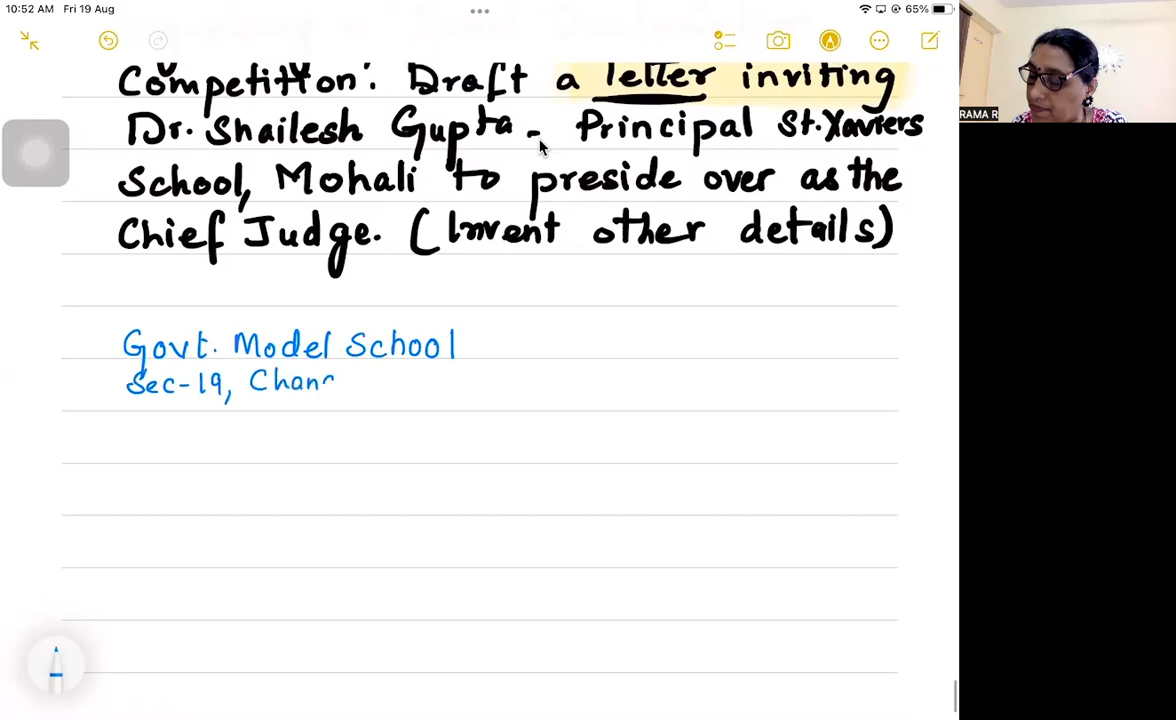 10:52 AM Fri 19 Aug
65%
Competition. Draft a letter inviting
Dr. Shailesh Gupta - Principal St. Xaviers
School, Mohali to preside over as the
Chief Judge. (Invent other details)
Govt. Model School
Sec-19, Chan
RAMA R